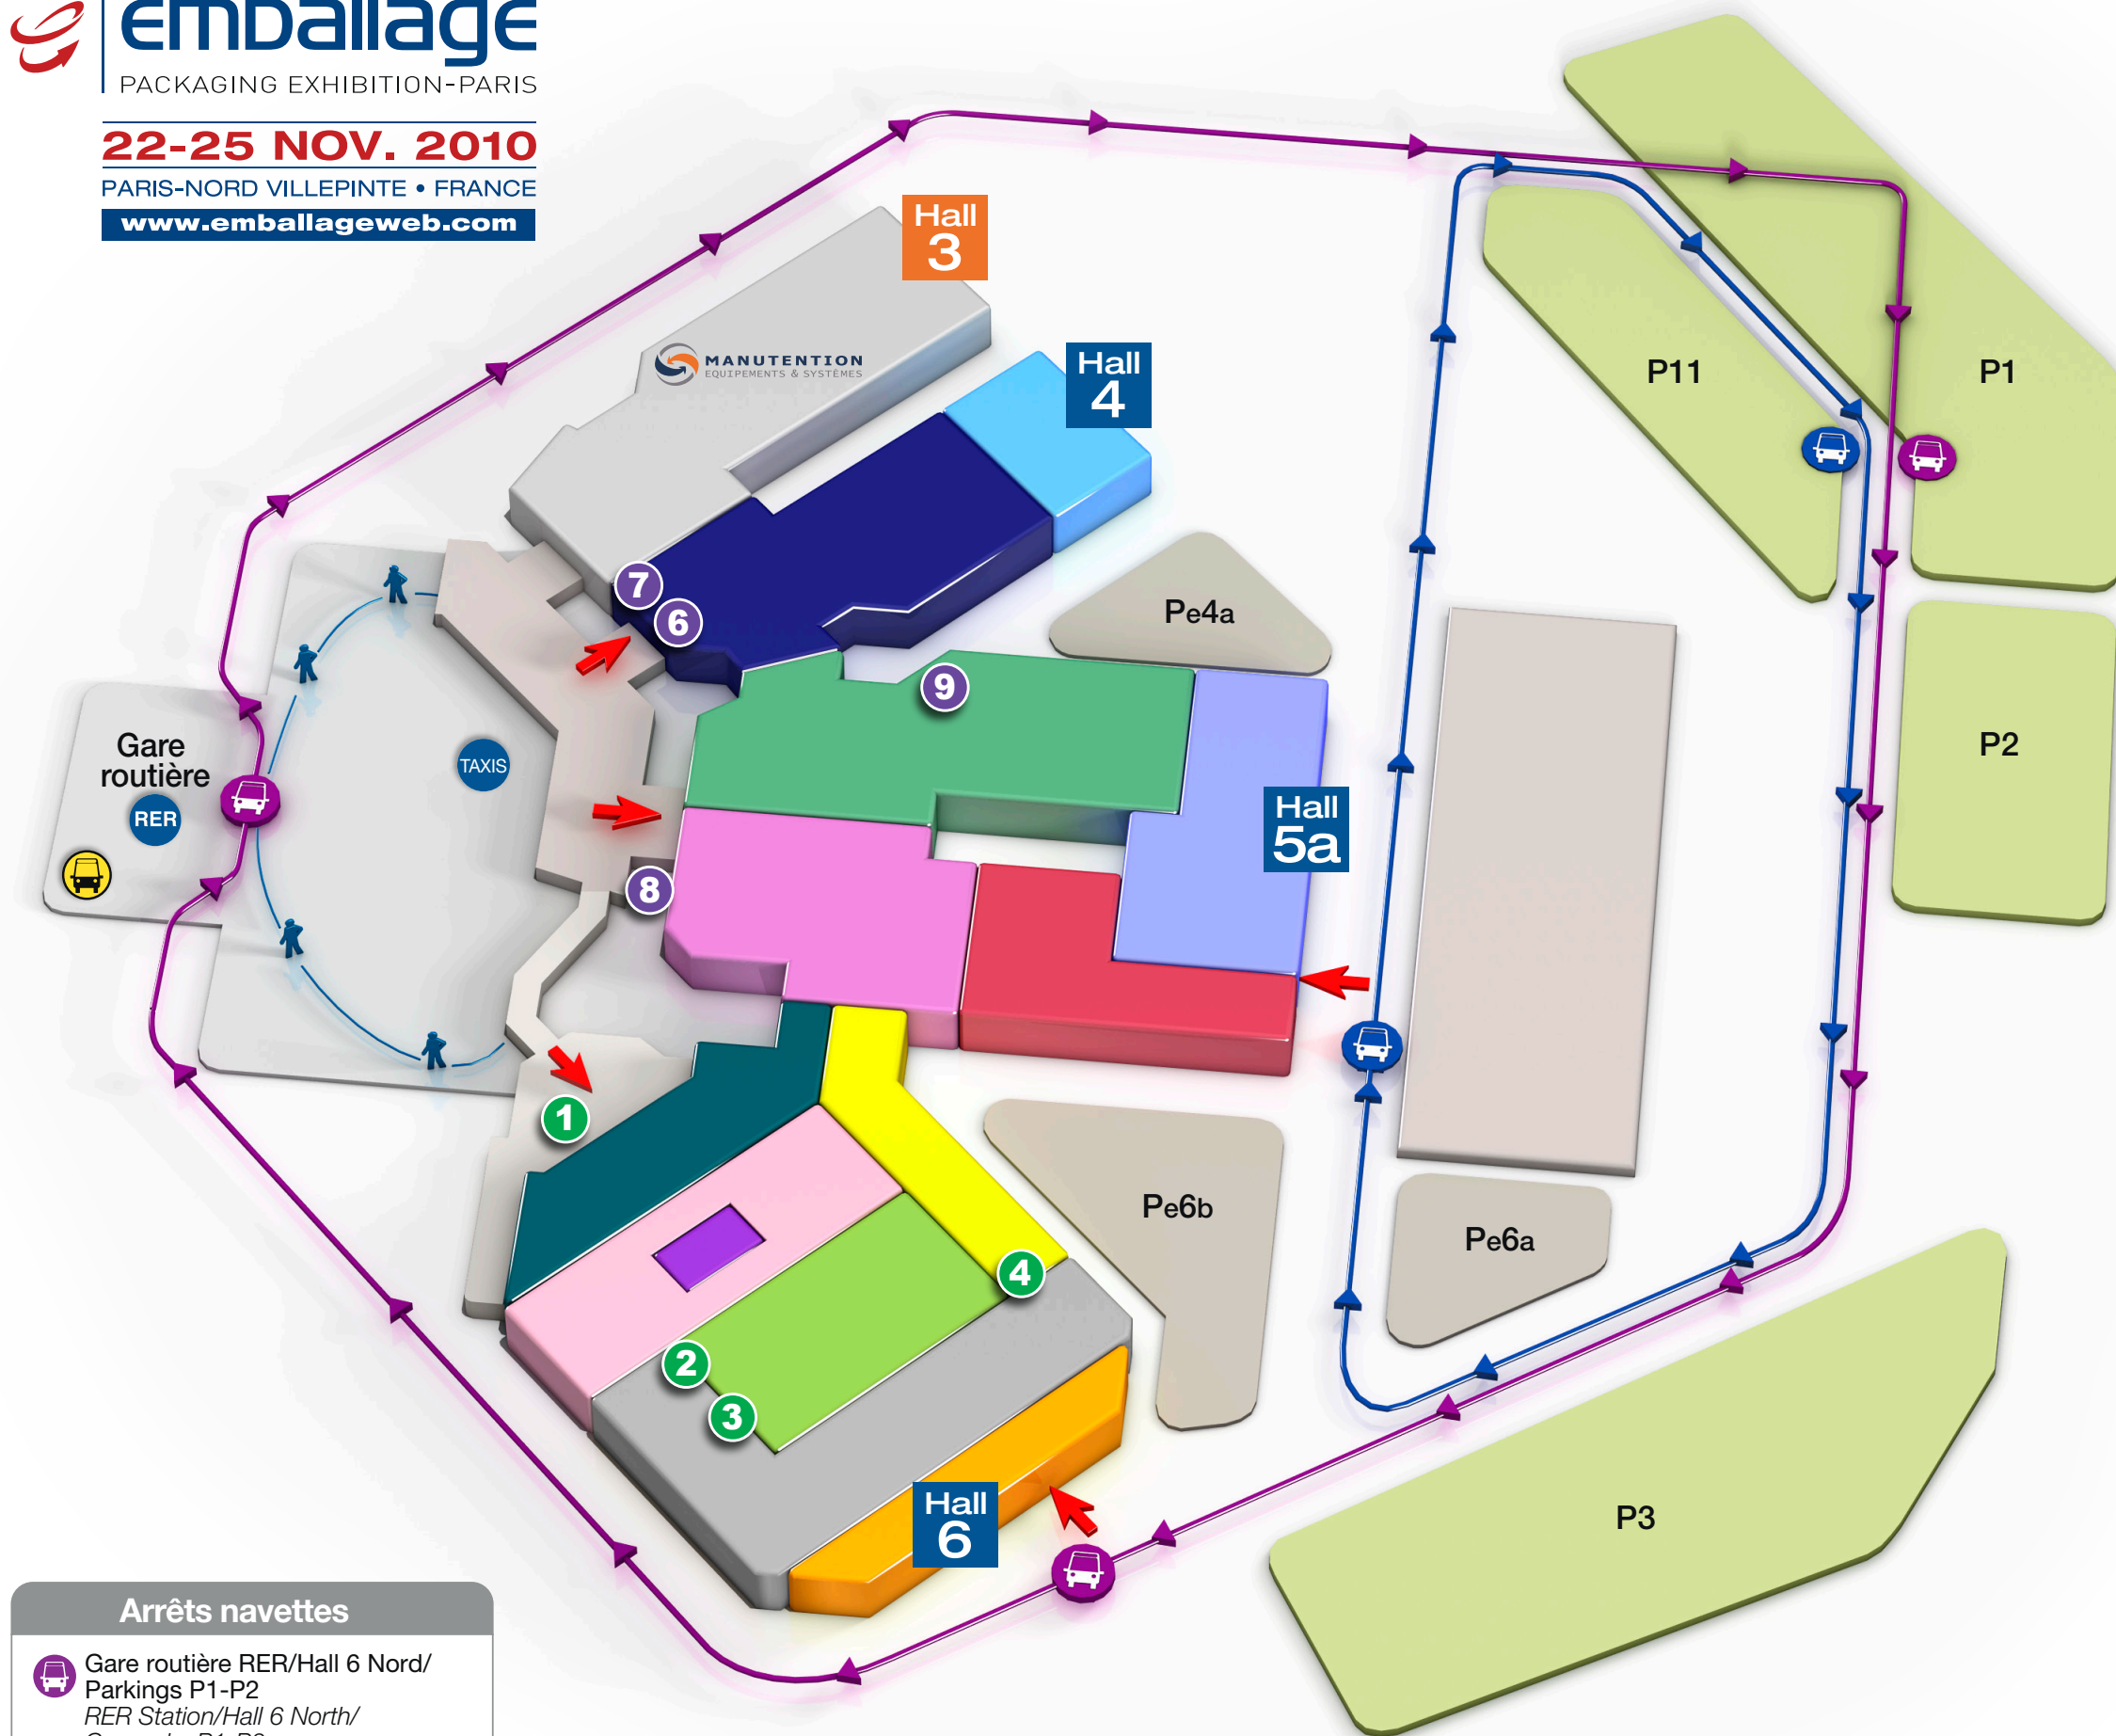 emballage
PACKAGING EXHIBITION-PARIS
22-25 NOV. 2010
PARIS-NORD VILLEPINTE • FRANCE
www.emballageweb.com
Hall
3
MANUTENTION
EQUIPEMENTS & SYSTÈMES
Hall
4
P11
P1
7
6
Pe4a
9
P2
Gare
routière
RER
TAXIS
Hall
5a
8
1
Pe6b
Pe6a
4
2
3
Hall
6
P3
Arrêts navettes
Gare routière RER/Hall 6 Nord/
Parkings P1-P2
RER Station/Hall 6 North/